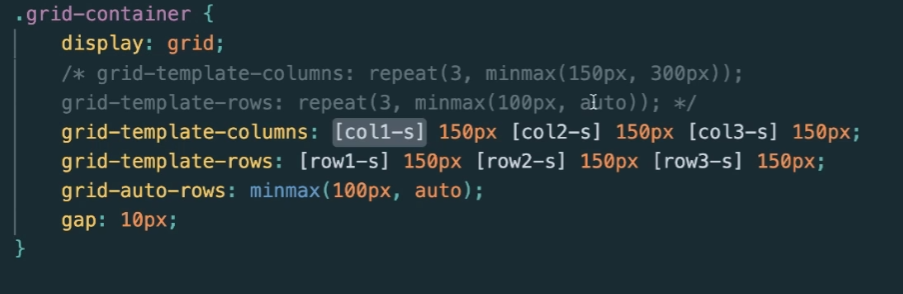 .grid-container {
    display: grid;
    /* grid-template-columns: repeat(3, minmax(150px, 300px));
    grid-template-rows: repeat(3, minmax(100px, auto)); */
    grid-template-columns: [col1-s] 150px [col2-s] 150px [col3-s] 150px;
    grid-template-rows: [row1-s] 150px [row2-s] 150px [row3-s] 150px;
    grid-auto-rows: minmax(100px, auto);
    gap: 10px;
}